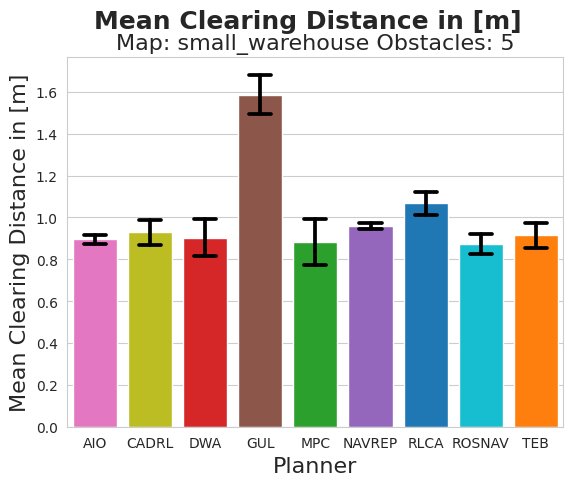 Mean Clearing Distance in [m]
Map: small_warehouse Obstacles: 5
Mean Clearing Distance in [m]
1.6
1.4
1.2
1.0
0.8
0.6
0.4
0.2
0.0
AIO CADRL DWA GUL MPC NAVREP RLCA ROSNAV TEB
Planner